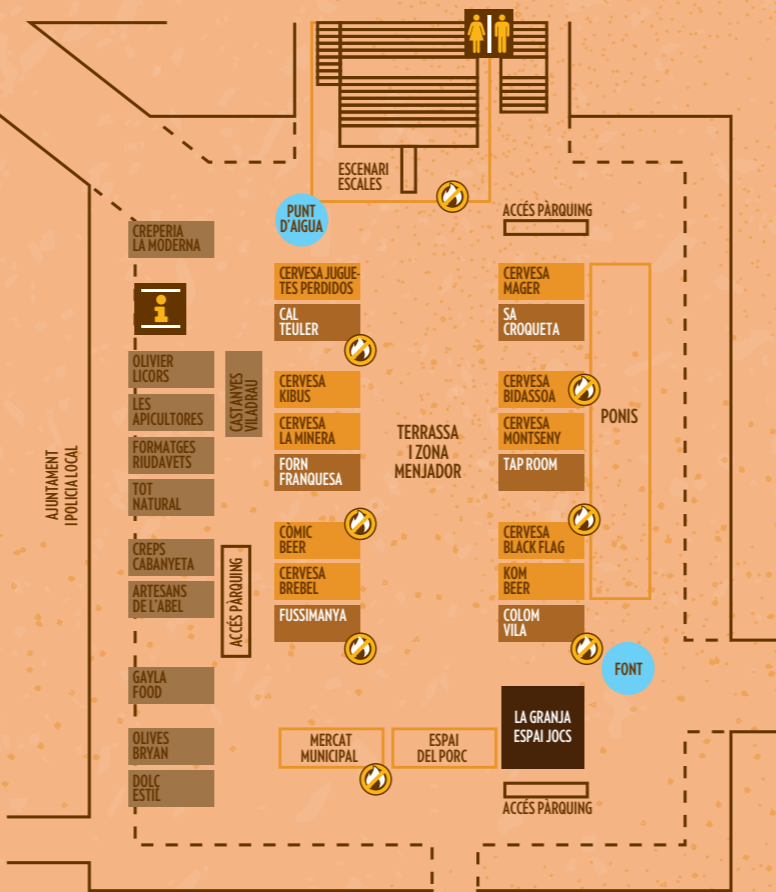 ESCENARI
ESCALES
PUNT
D'AIGUA
ACCÉS PÀRQUING
CREPERIA
LA MODERNA
i
OLIVIER
LICORS
LES
APICULTORES
FORMATGES
RIUDAVETS
TOT
NATURAL
CREPS
CABANYETA
ARTESANS
DE L'ABEL
GAYLA
FOOD
OLIVES
BRYAN
DOLÇ
ESTIL
AJUNTAMENT
I POLICIA LOCAL
CASTANYES
VILADRAU
ACCÉS PÀRQUING
CERVESA JUGUE-
TES PERDIDOS
CAL
TEULER
CERVESA
KIBUS
CERVESA
LA MINERA
FORN
FRANQUESA
CÒMIC
BEER
CERVESA
BREBEL
FUSSIMANYA
TERRASSA
I ZONA
MENJADOR
CERVESA
MAGER
SA
CROQUETA
CERVESA
BIDASSOA
CERVESA
MONTSENY
TAP ROOM
CERVESA
BLACK FLAG
KOM
BEER
COLOM
VILA
PONIS
FONT
MERCAT
MUNICIPAL
ESPAI
DEL PORC
LA GRANJA
ESPAI JOCS
ACCÉS PÀRQUING